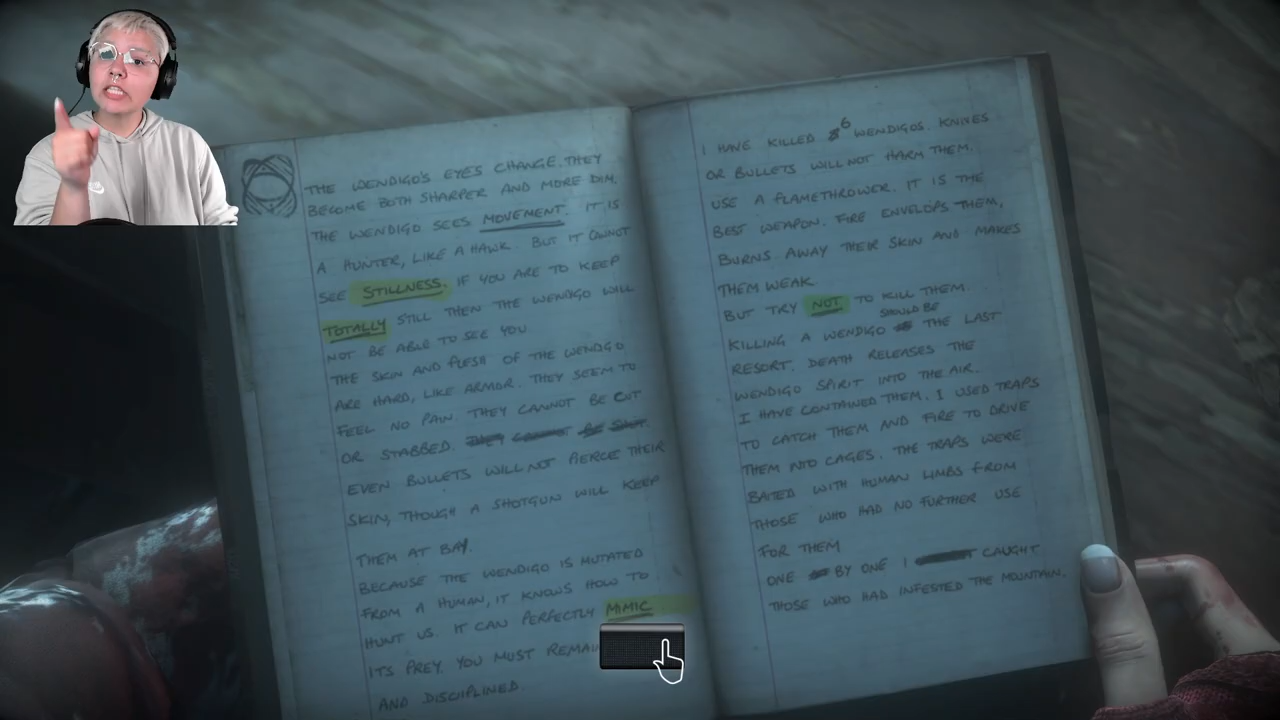 THE WENDIGO'S EYES CHANGE. THEY
BECOME BOTH SHARPER AND MORE DIM.
THE WENDIGO SEES MOVEMENT. IT IS
A HUNTER, LIKE A HAWK. BUT IT CANNOT
SEE STILLNESS. IF YOU ARE TO KEEP
TOTALLY STILL THEN THE WENDIGO WILL
NOT BE ABLE TO SEE YOU.
THE SKIN AND FLESH OF THE WENDIGO
ARE HARD, LIKE ARMOR. THEY SEEM TO
FEEL NO PAIN. THEY CANNOT BE CUT
OR STABBED. THEY CANNOT BE SHOT.
EVEN BULLETS WILL NOT PIERCE THEIR
SKIN, THOUGH A SHOTGUN WILL KEEP
THEM AT BAY.
BECAUSE THE WENDIGO IS MUTATED
FROM A HUMAN, IT KNOWS HOW TO
HUNT US. IT CAN PERFECTLY MIMIC
ITS PREY. YOU MUST REMAIN
AND DISCIPLINED.
I HAVE KILLED 6 WENDIGOS. KNIVES
OR BULLETS WILL NOT HARM THEM.
USE A FLAMETHROWER. IT IS THE
BEST WEAPON. FIRE ENVELOPS THEM,
BURNS AWAY THEIR SKIN AND MAKES
THEM WEAK.
BUT TRY NOT TO KILL THEM.
SHOULD BE
KILLING A WENDIGO THE LAST
RESORT. DEATH RELEASES THE
WENDIGO SPIRIT INTO THE AIR.
I HAVE CONTAINED THEM. I USED TRAPS
TO CATCH THEM AND FIRE TO DRIVE
THEM INTO CAGES. THE TRAPS WERE
BAITED WITH HUMAN LIMBS FROM
THOSE WHO HAD NO FURTHER USE
FOR THEM
ONE BY ONE I CAUGHT
THOSE WHO HAD INFESTED THE MOUNTAIN.